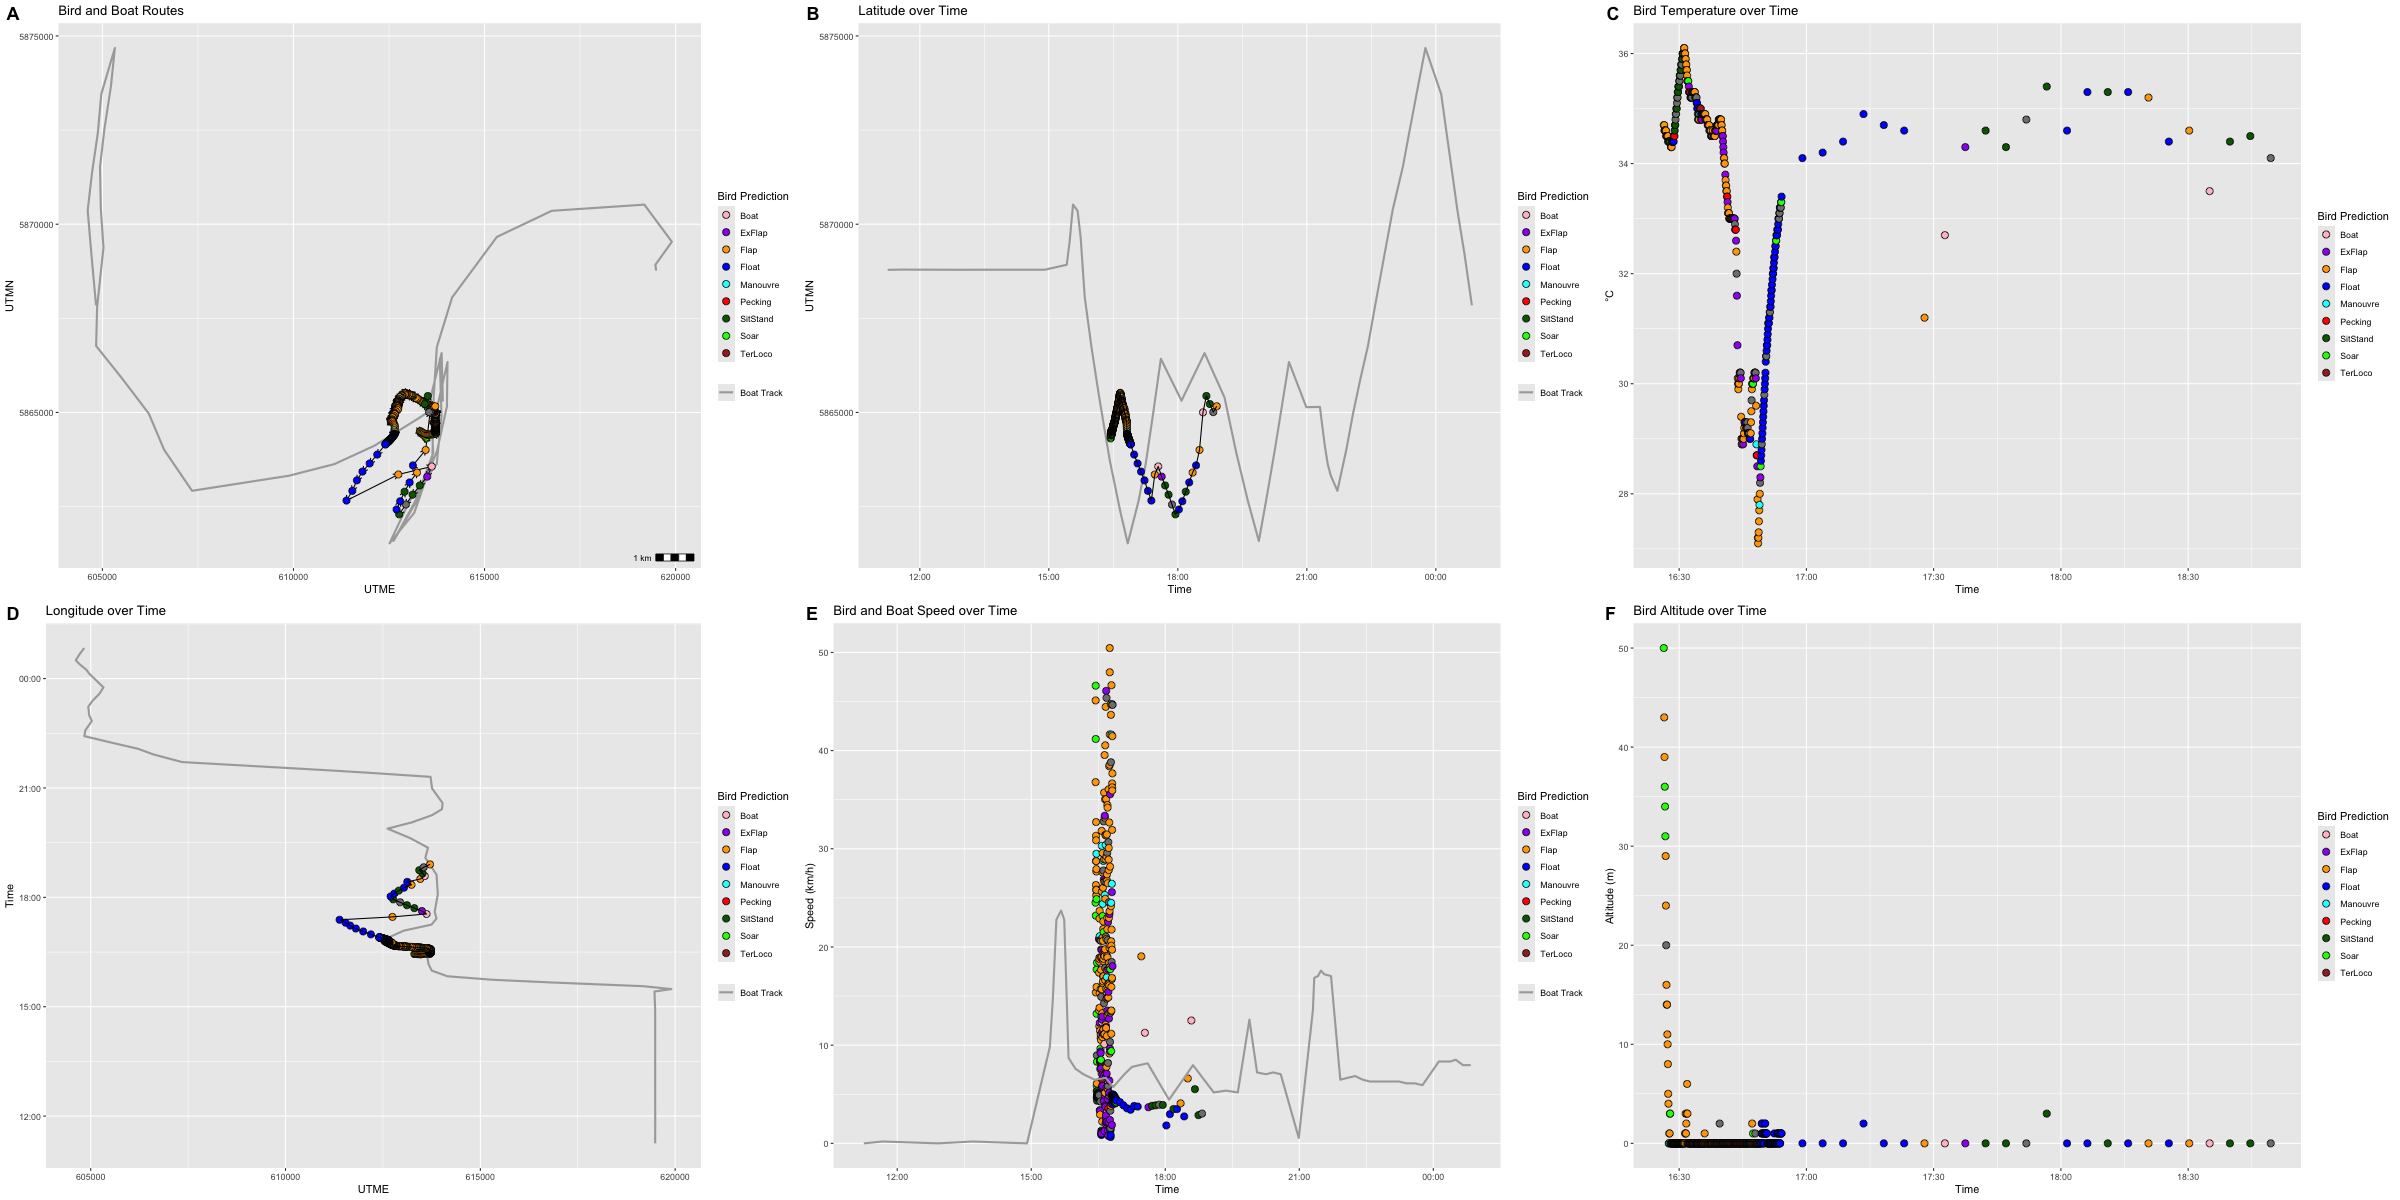 A Bird and Boat Routes
5875000
5870000
5865000
UTMN
605000 610000 615000 620000
UTME
1 km
Bird Prediction
Boat
ExFlap
Flap
Float
Manouvre
Pecking
SitStand
Soar
TerLoco
Boat Track
B Latitude over Time
5875000
5870000
5865000
UTMN
12:00 15:00 18:00 21:00 00:00
Time
Bird Prediction
Boat
ExFlap
Flap
Float
Manouvre
Pecking
SitStand
Soar
TerLoco
Boat Track
C Bird Temperature over Time
36
34
32
30
28
°C
16:30 17:00 17:30 18:00 18:30
Time
Bird Prediction
Boat
ExFlap
Flap
Float
Manouvre
Pecking
SitStand
Soar
TerLoco
D Longitude over Time
00:00
21:00
18:00
15:00
12:00
Time
605000 610000 615000 620000
UTME
Bird Prediction
Boat
ExFlap
Flap
Float
Manouvre
Pecking
SitStand
Soar
TerLoco
Boat Track
E Bird and Boat Speed over Time
50
40
30
20
10
0
Speed (km/h)
12:00 15:00 18:00 21:00 00:00
Time
Bird Prediction
Boat
ExFlap
Flap
Float
Manouvre
Pecking
SitStand
Soar
TerLoco
Boat Track
F Bird Altitude over Time
50
40
30
20
10
0
Altitude (m)
16:30 17:00 17:30 18:00 18:30
Time
Bird Prediction
Boat
ExFlap
Flap
Float
Manouvre
Pecking
SitStand
Soar
TerLoco